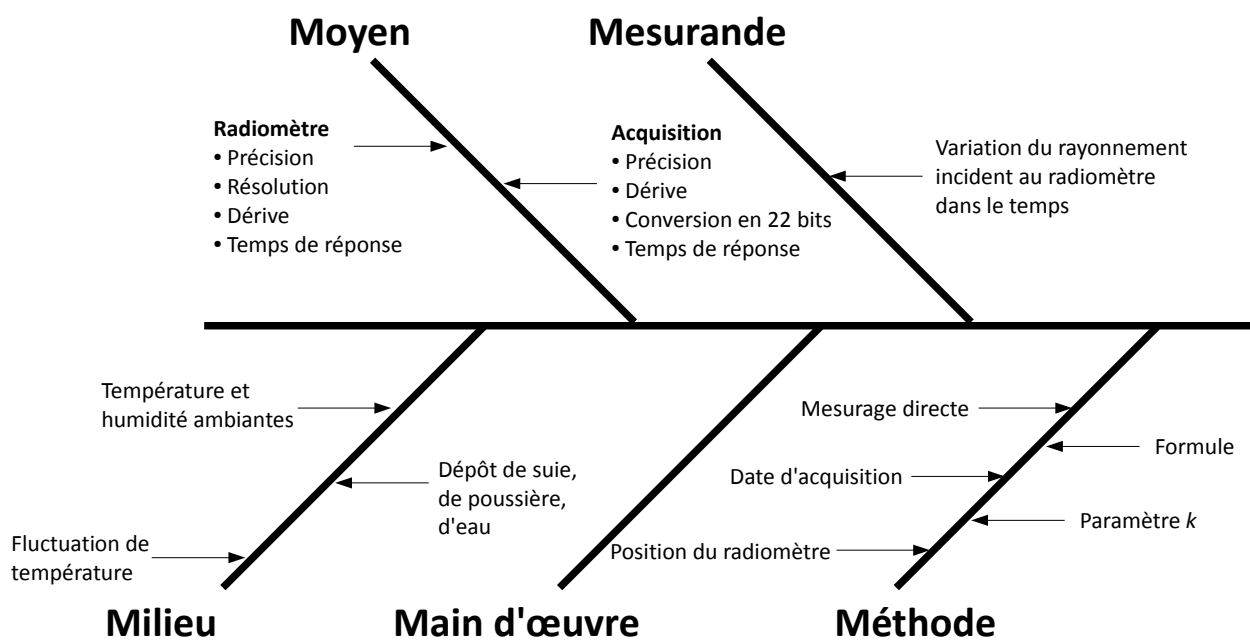 Moyen
Mesurande
Radiomètre
• Précision
• Résolution
• Dérive
• Temps de réponse
Acquisition
• Précision
• Dérive
• Conversion en 22 bits
• Temps de réponse
Variation du rayonnement
incident au radiomètre
dans le temps
Température et
humidité ambiantes
Dépôt de suie,
de poussière,
d'eau
Fluctuation de
température
Mesurage directe
Formule
Date d'acquisition
Paramètre k
Position du radiomètre
Milieu
Main d'œuvre
Méthode